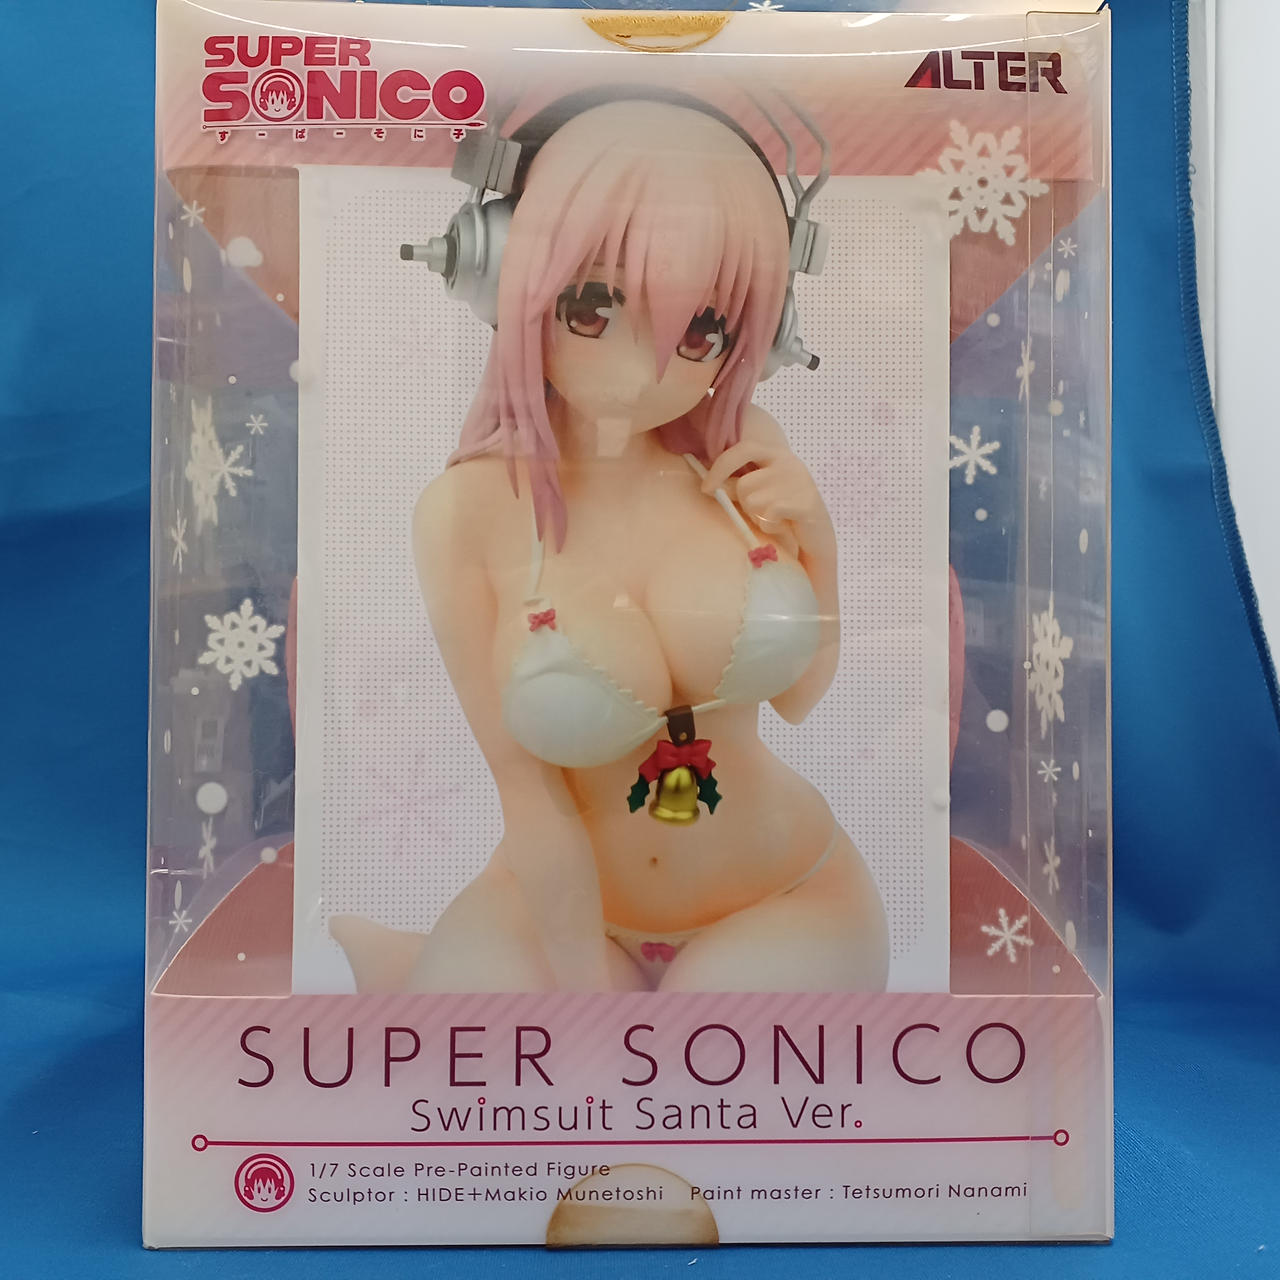 SUPER
SONICO
すーぱーそに子
ALTER
SUPER SONICO
Swimsuit Santa Ver.
1/7 Scale Pre-Painted Figure
Sculptor : HIDE+Makio Munetoshi Paint master : Tetsumori Nanami